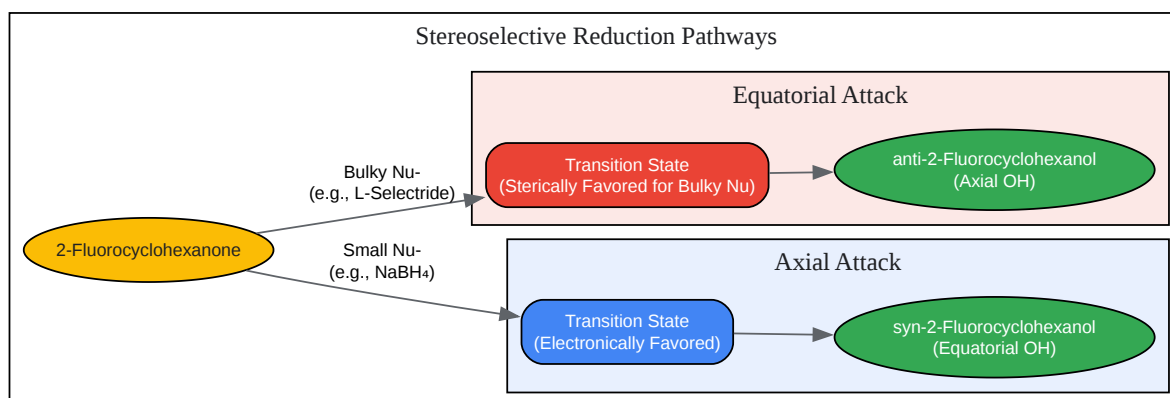 Stereoselective Reduction Pathways
Equatorial Attack
Transition State
(Sterically Favored for Bulky Nu)
anti-2-Fluorocyclohexanol
(Axial OH)
Bulky Nu-
(e.g., L-Selectride)
2-Fluorocyclohexanone
Small Nu-
(e.g., NaBH₄)
Axial Attack
Transition State
(Electronically Favored)
syn-2-Fluorocyclohexanol
(Equatorial OH)